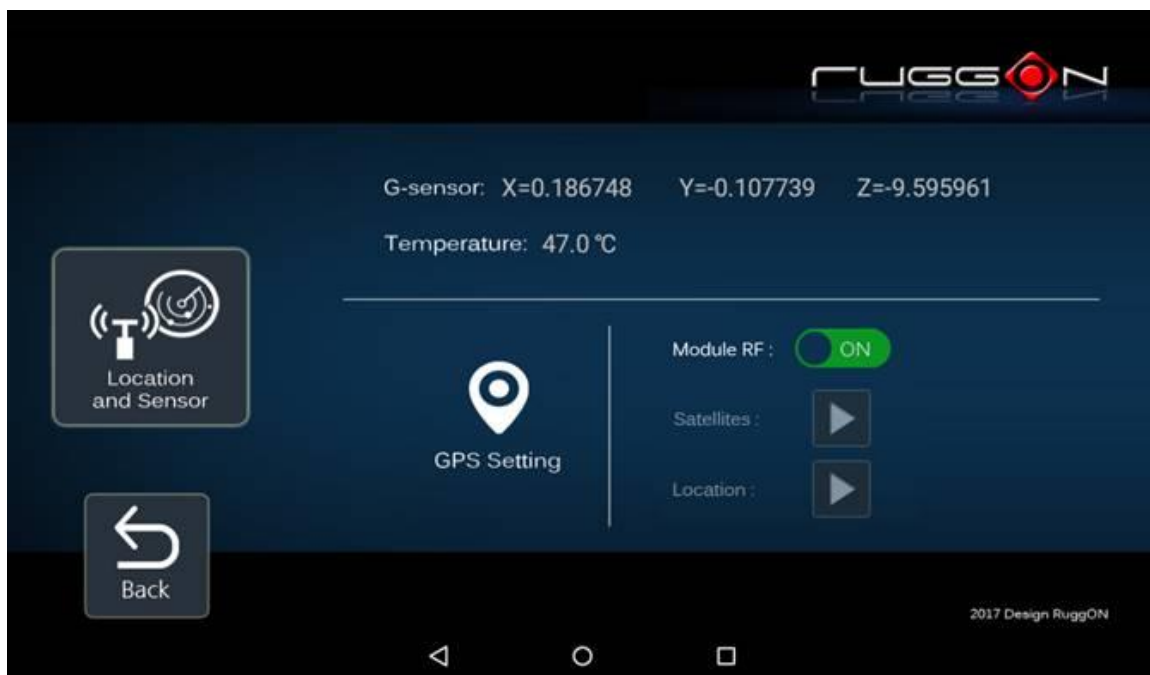 ruggON
G-sensor: X=0.186748 Y=-0.107739 Z=-9.595961
Temperature: 47.0 ℃
Location
and Sensor
GPS Setting
Module RF : ON
Satellites :
Location :
Back
2017 Design RuggON